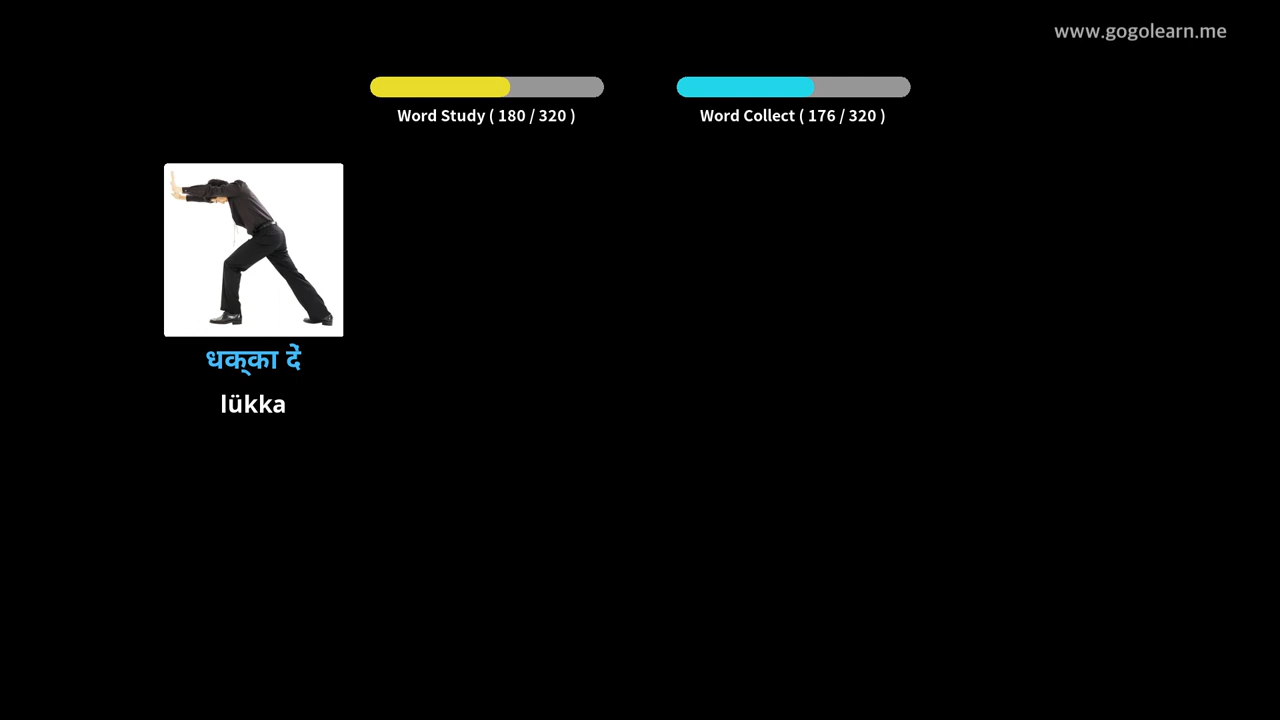 www.gogolearn.me
Word Study ( 180 / 320 )
Word Collect ( 176 / 320 )
धक्का दें
lükka